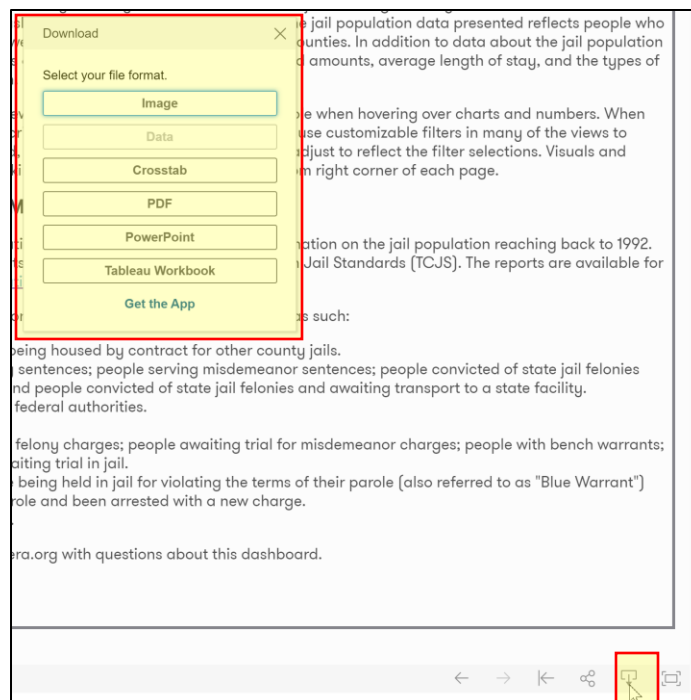 Download
Select your file format.
Image
Data
Crosstab
PDF
PowerPoint
Tableau Workbook
Get the App
e jail population data presented reflects people who
ounties. In addition to data about the jail population
d amounts, average length of stay, and the types of
e when hovering over charts and numbers. When
use customizable filters in many of the views to
adjust to reflect the filter selections. Visuals and
m right corner of each page.
M
ation on the jail population reaching back to 1992.
Jail Standards (TCJS). The reports are available for
as such:
being housed by contract for other county jails.
sentences; people serving misdemeanor sentences; people convicted of state jail felonies
nd people convicted of state jail felonies and awaiting transport to a state facility.
federal authorities.
felony charges; people awaiting trial for misdemeanor charges; people with bench warrants;
aiting trial in jail.
being held in jail for violating the terms of their parole (also referred to as "Blue Warrant")
role and been arrested with a new charge.
era.org with questions about this dashboard.